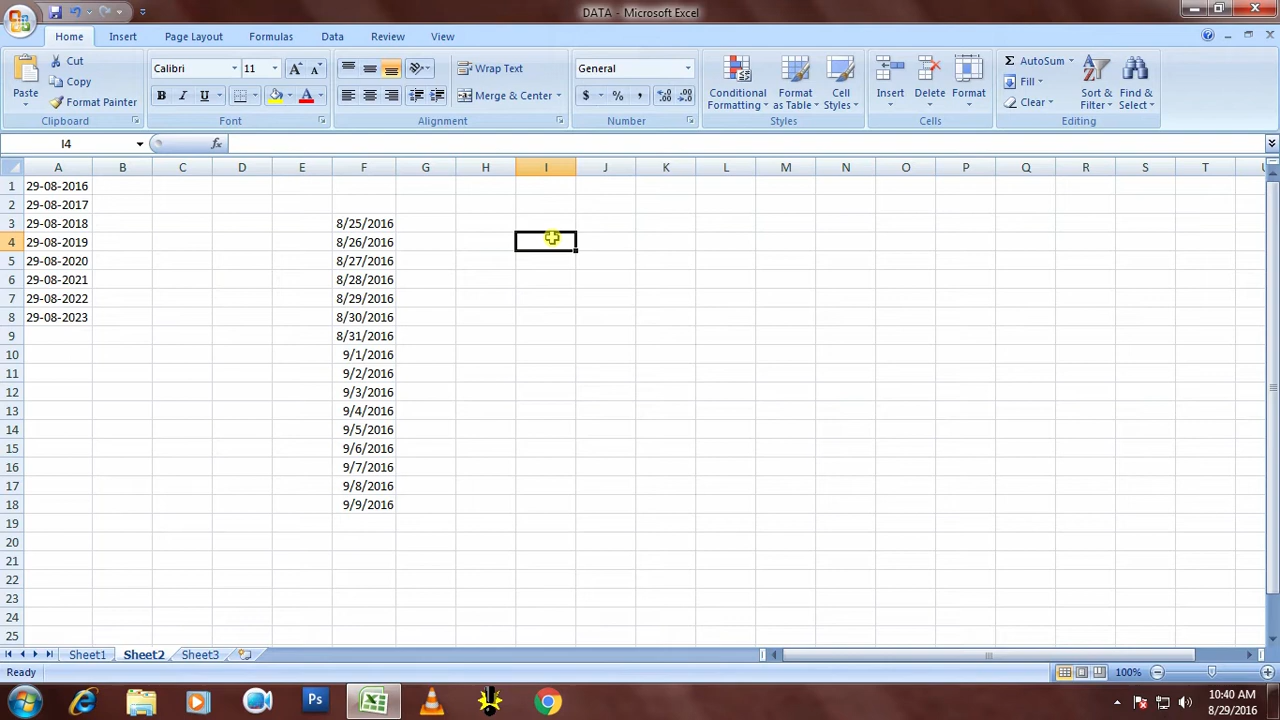 DATA - Microsoft Excel
Home Insert Page Layout Formulas Data Review View
Cut
Copy
Format Painter
Paste
Clipboard
Calibri 11
B I U
Font
Wrap Text
Merge & Center
Alignment
General
$ % ,
Number
Conditional Formatting
Format as Table
Cell Styles
Styles
Insert Delete Format
Cells
Σ AutoSum
Fill
Clear
Sort & Filter
Find & Select
Editing
I4 fx
A B C D E F G H I J K L M N O P Q R S T U
1 29-08-2016
2 29-08-2017
3 29-08-2018 8/25/2016
4 29-08-2019 8/26/2016
5 29-08-2020 8/27/2016
6 29-08-2021 8/28/2016
7 29-08-2022 8/29/2016
8 29-08-2023 8/30/2016
9 8/31/2016
10 9/1/2016
11 9/2/2016
12 9/3/2016
13 9/4/2016
14 9/5/2016
15 9/6/2016
16 9/7/2016
17 9/8/2016
18 9/9/2016
19
20
21
22
23
24
25
Sheet1 Sheet2 Sheet3
Ready 100%
Ps
10:40 AM
8/29/2016